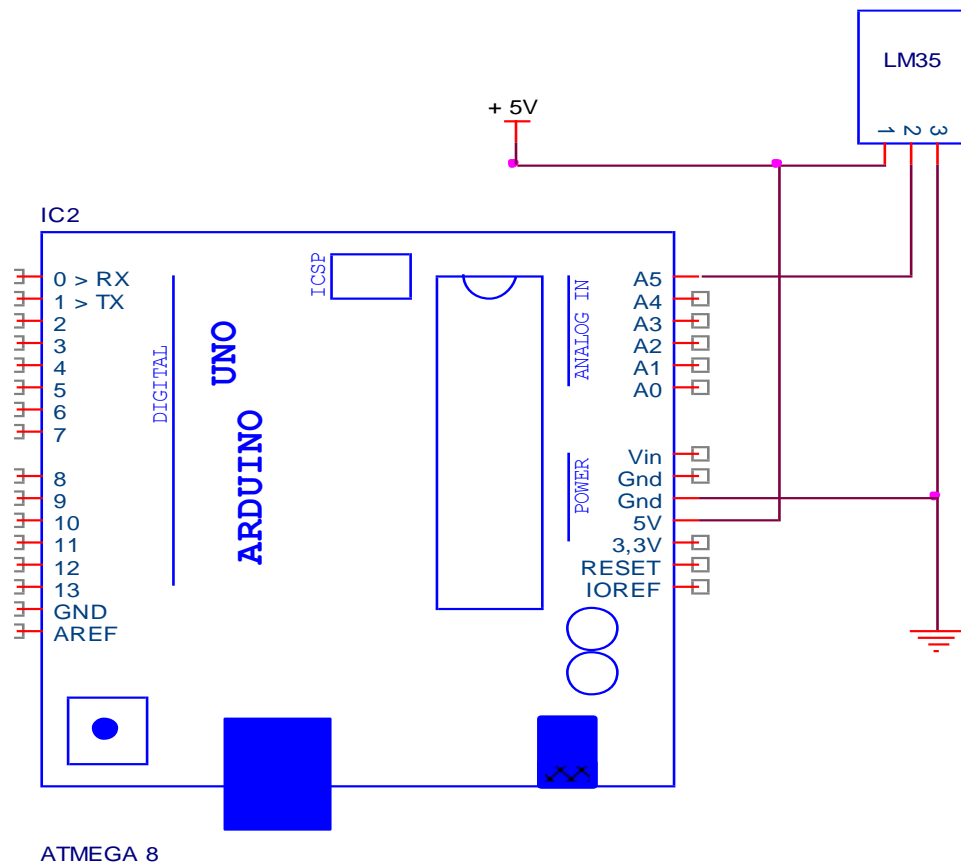 LM35
1 2 3
+ 5V
IC2
0 > RX
1 > TX
2
3
4
5
6
7
8
9
10
11
12
13
GND
AREF
DIGITAL
ICSP
ARDUINO UNO
ANALOG IN
POWER
A5
A4
A3
A2
A1
A0
Vin
Gnd
Gnd
5V
3,3V
RESET
IOREF
ATMEGA 8